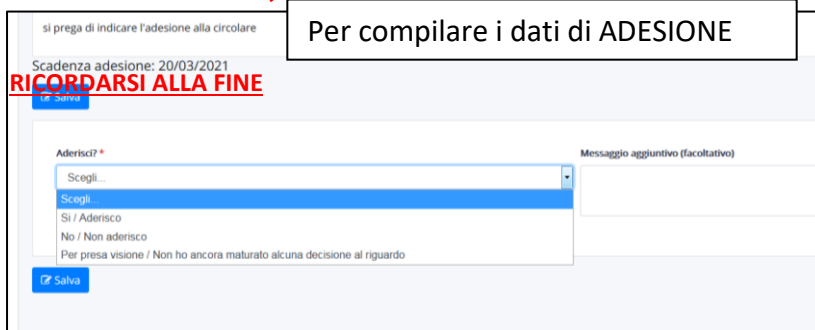 si prega di indicare l'adesione alla circolare
Per compilare i dati di ADESIONE
Scadenza adesione: 20/03/2021
RICORDARSI ALLA FINE
Salva
Aderisci? *
Messaggio aggiuntivo (facoltativo)
Scegli...
Scegli...
Si / Aderisco
No / Non aderisco
Per presa visione / Non ho ancora maturato alcuna decisione al riguardo
Salva